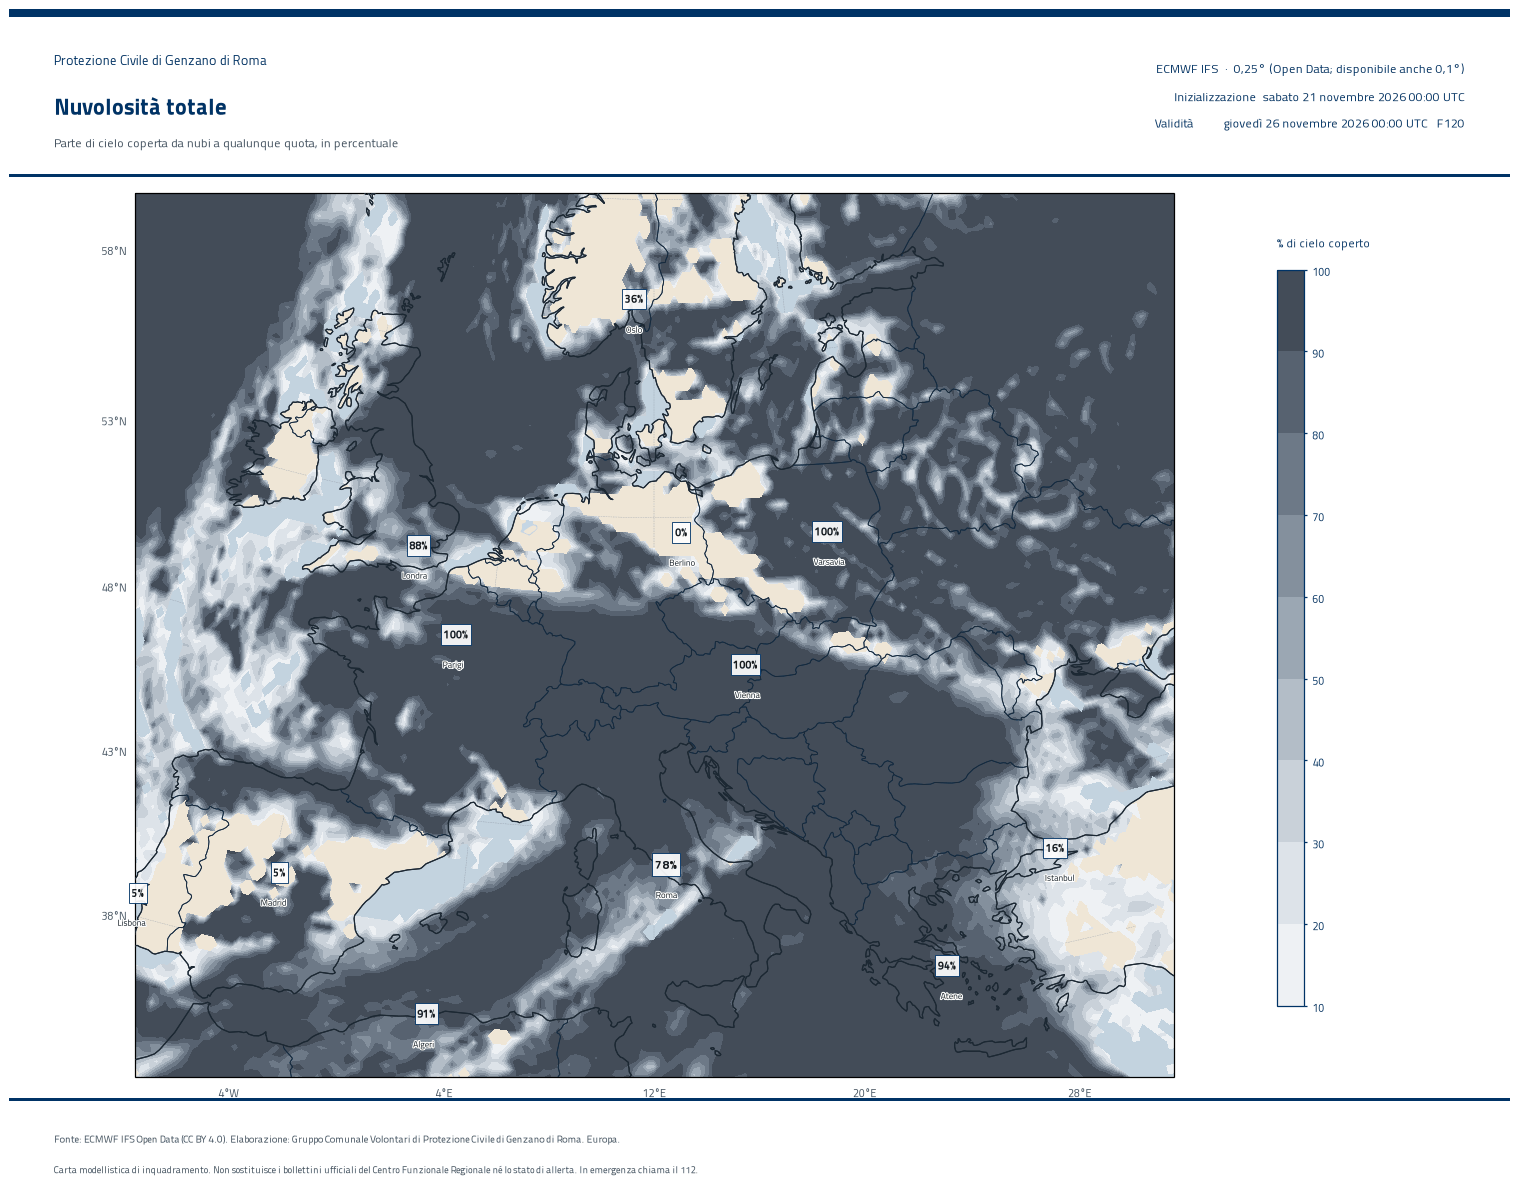 Protezione Civile di Genzano di Roma
Nuvolosità totale
Parte di cielo coperta da nubi a qualunque quota, in percentuale
ECMWF IFS · 0,25° (Open Data; disponibile anche 0,1°)
Inizializzazione sabato 21 novembre 2026 00:00 UTC
Validità giovedì 26 novembre 2026 00:00 UTC F120
% di cielo coperto
100
90
80
70
60
50
40
30
20
10
58°N
53°N
48°N
43°N
38°N
36%
Oslo
88%
Londra
0%
Berlino
100%
Varsavia
100%
Parigi
100%
Vienna
5%
Madrid
5%
Lisbona
78%
Roma
16%
Istanbul
94%
Atene
91%
Algeri
4°W
4°E
12°E
20°E
28°E
Fonte: ECMWF IFS Open Data (CC BY 4.0). Elaborazione: Gruppo Comunale Volontari di Protezione Civile di Genzano di Roma. Europa.
Carta modellistica di inquadramento. Non sostituisce i bollettini ufficiali del Centro Funzionale Regionale né lo stato di allerta. In emergenza chiama il 112.